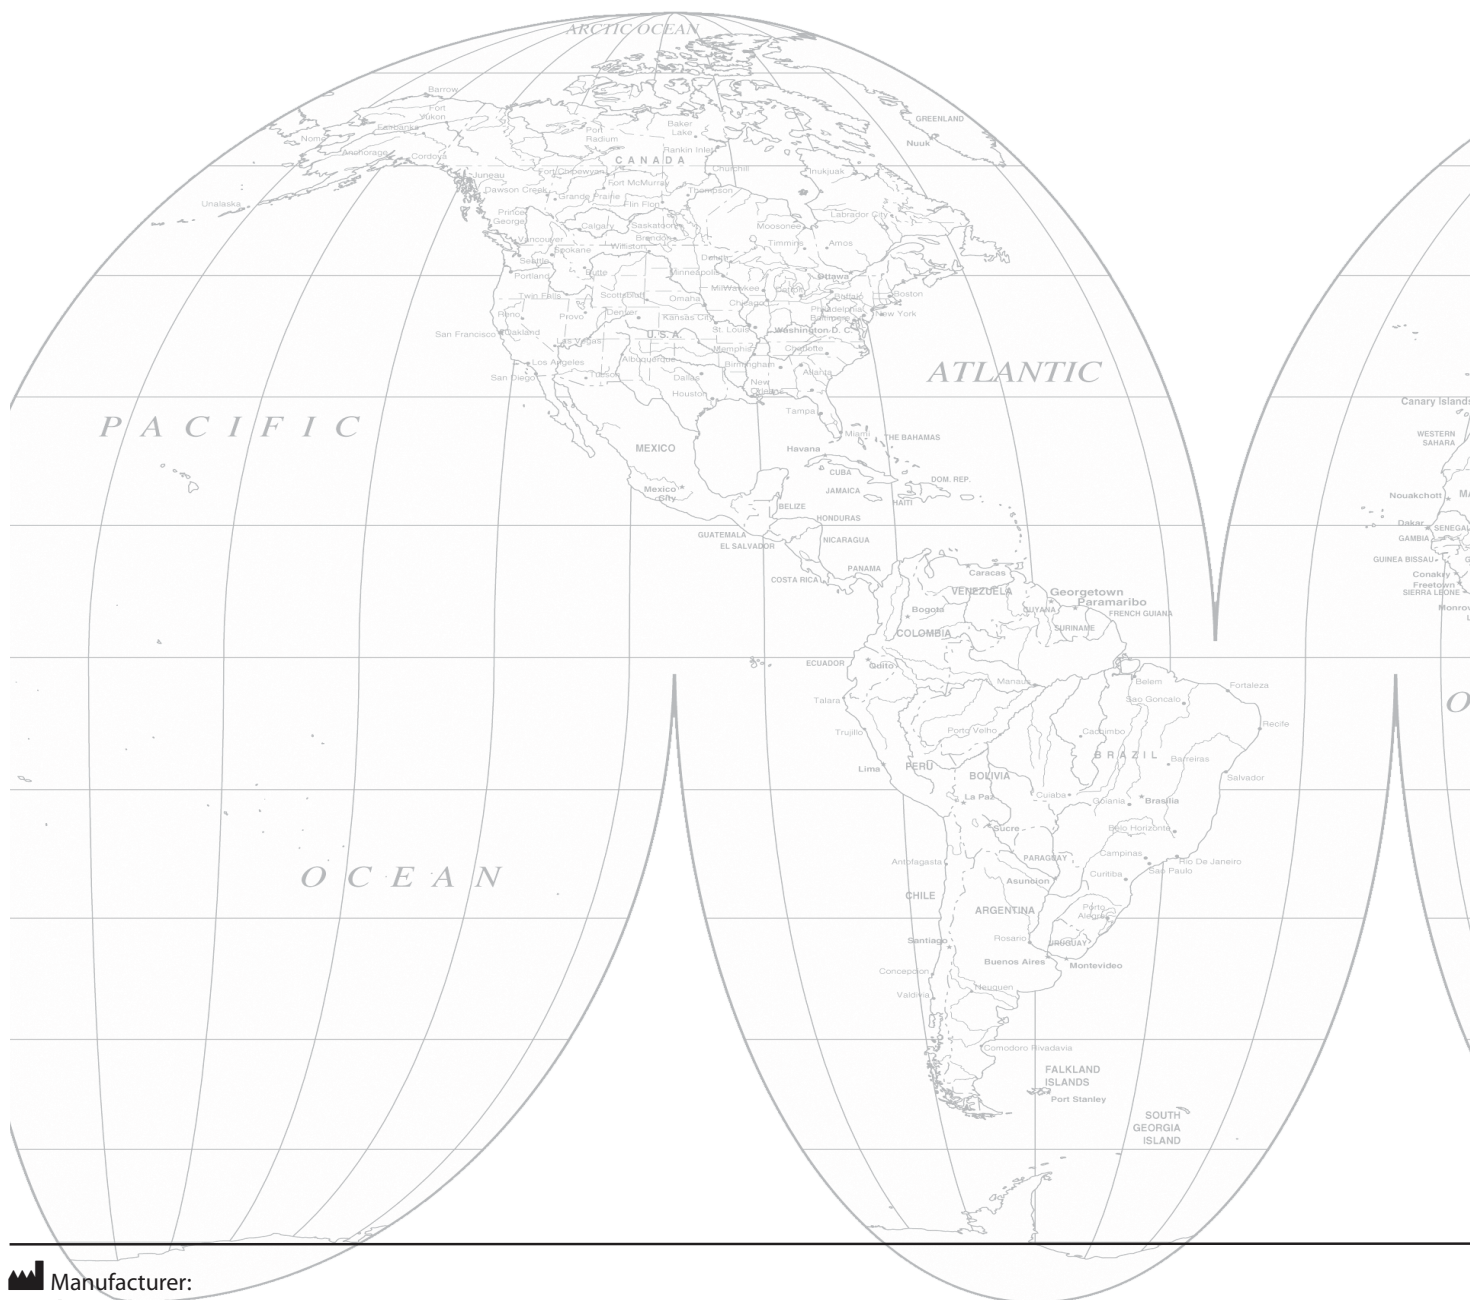 ARCTIC OCEAN
Barrow
Fort
Yukon
Fairbanks
Nome
Anchorage
Cordova
Juneau
Unalaska
Port
Radium
Baker
Lake
Rankin Inlet
GREENLAND
Nuuk
CANADA
Churchill
Inukjuak
Fort Chipewyan
Fort McMurray
Dawson Creek
Grande Prairie
Flin Flon
Thompson
Labrador City
Prince
George
Calgary
Saskatoon
Moosonee
Vancouver
Brandon
Timmins
Amos
Spokane
Williston
Seattle
Duluth
Portland
Butte
Minneapolis
Ottawa
Milwaukee
Detroit
Twin Falls
Scottsbluff
Omaha
Chicago
Buffalo
Boston
Reno
Provo
Denver
Kansas City
Philadelphia
Baltimore
New York
San Francisco
Oakland
U.S.A.
St. Louis
Washington D. C.
Las Vegas
Memphis
Charlotte
Los Angeles
Albuquerque
Birmingham
Atlanta
San Diego
Tucson
Dallas
New
Orleans
Houston
Tampa
Miami
ATLANTIC
PACIFIC
Canary Islands
WESTERN
SAHARA
MEXICO
Havana
THE BAHAMAS
CUBA
DOM. REP.
Mexico
City
JAMAICA
HAITI
BELIZE
HONDURAS
GUATEMALA
EL SALVADOR
NICARAGUA
Nouakchott
MA
Dakar
SENEGAL
GAMBIA
GUINEA BISSAU
G
Conakry
Freetown
SIERRA LEONE
Monrov
L
COSTA RICA
PANAMA
Caracas
VENEZUELA
Georgetown
Paramaribo
Bogota
GUYANA
FRENCH GUIANA
COLOMBIA
SURINAME
ECUADOR
Quito
Manaus
Belem
Fortaleza
Talara
Sao Goncalo
O
Trujillo
Porto Velho
Cachimbo
Recife
BRAZIL
Lima
PERU
BOLIVIA
Barreiras
Salvador
La Paz
Cuiaba
Goiania
Brasilia
Sucre
Belo Horizonte
PARAGUAY
Campinas
Rio De Janeiro
Sao Paulo
Antofagasta
Asuncion
Curitiba
OCEAN
CHILE
ARGENTINA
Porto
Alegre
Santiago
Rosario
URUGUAY
Buenos Aires
Montevideo
Concepcion
Valdivia
Neuquen
Comodoro Rivadavia
FALKLAND
ISLANDS
Port Stanley
SOUTH
GEORGIA
ISLAND
Manufacturer: